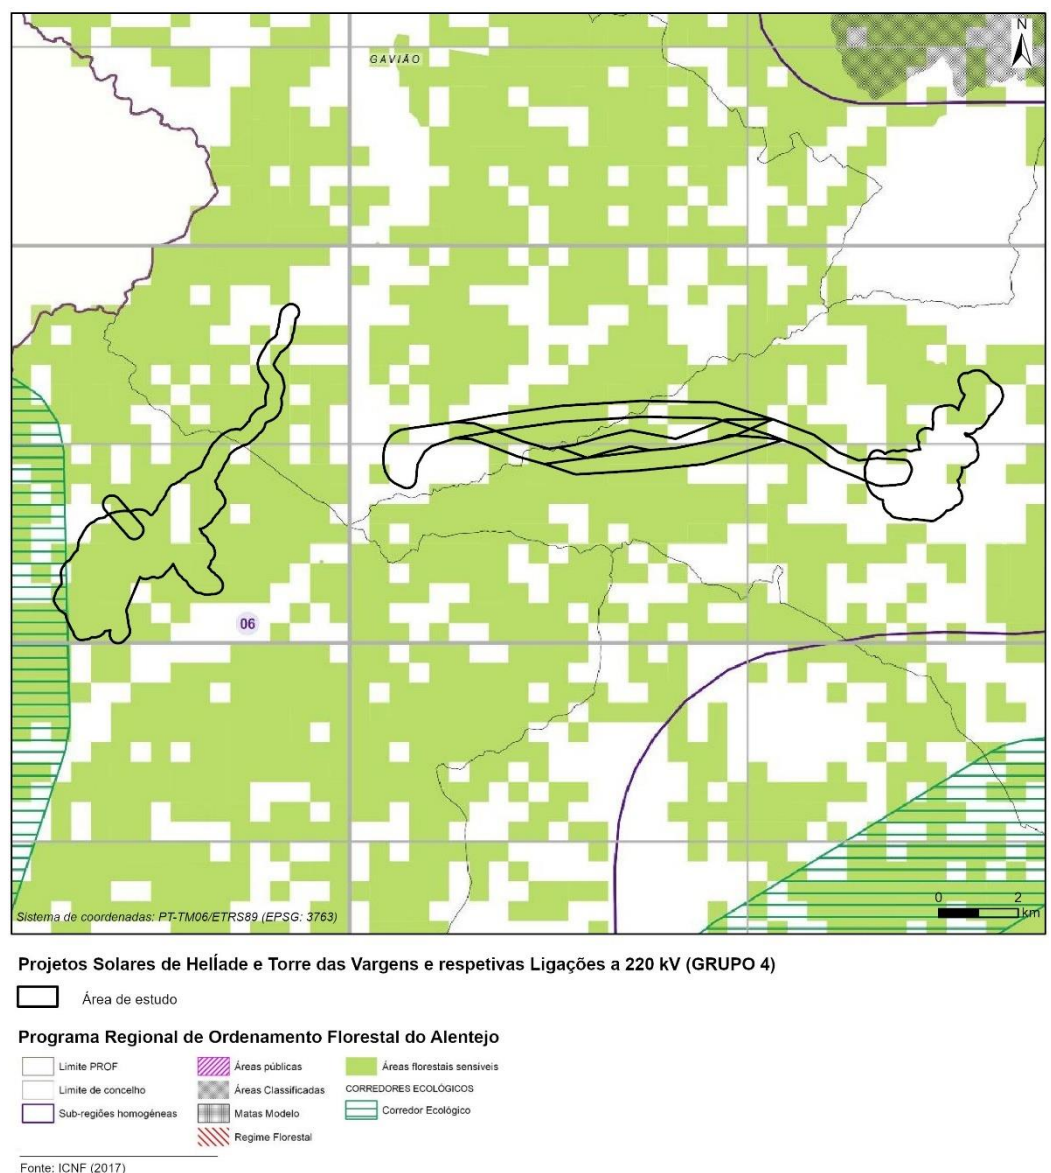 N
GAVIÃO
06
Sistema de coordenadas: PT-TM06/ETRS89 (EPSG: 3763)
0 2
km
Projetos Solares de HelÍade e Torre das Vargens e respetivas Ligações a 220 kV (GRUPO 4)
Área de estudo
Programa Regional de Ordenamento Florestal do Alentejo
Limite PROF
Áreas públicas
Áreas florestais sensiveis
Limite de concelho
Áreas Classificadas
CORREDORES ECOLÓGICOS
Sub-regiões homogéneas
Matas Modelo
Corredor Ecológico
Regime Florestal
Fonte: ICNF (2017)